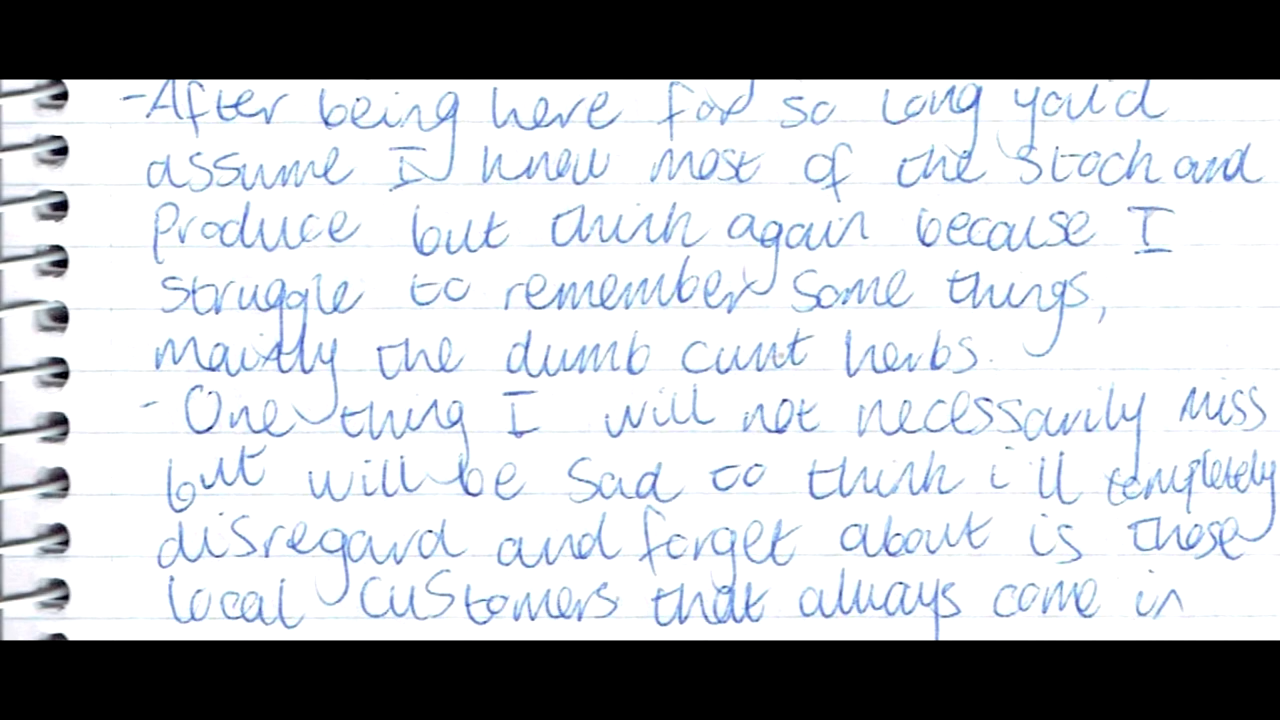 -After being here for so long you'd
assume I know most of the stock and
produce but think again because I
struggle to remember some things,
mainly the dumb cunt herbs.
- One thing I will not necessarily miss
but will be sad to think i'll completely
disregard and forget about is those
local customers that always come in